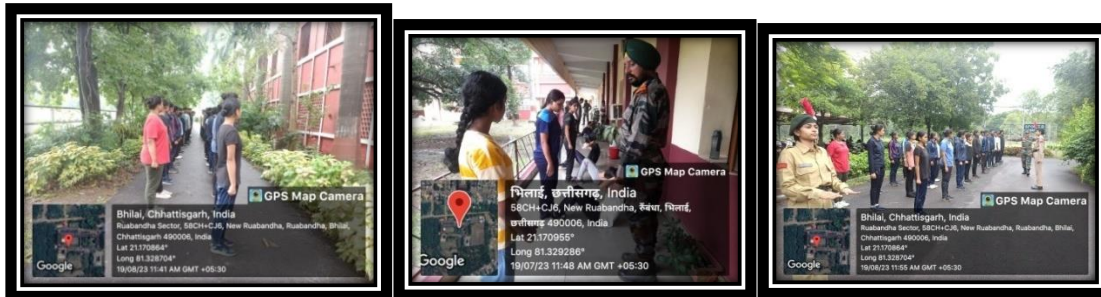 GPS Map Camera
Bhilai, Chhattisgarh, India
Ruabandha Sector, 58CH+CJ6, New Ruabandha, Ruabandha, Bhilai,
Chhattisgarh 490006, India
Lat 21.170864°
Long 81.328704°
19/08/23 11:41 AM GMT +05:30
Google
GPS Map Camera
भिलाई, छत्तीसगढ़, India
58CH+CJ6, New Ruabandha, रुंवंधा, भिलाई,
छत्तीसगढ़ 490006, India
Lat 21.170955°
Long 81.329286°
19/08/23 11:48 AM GMT +05:30
Google
GPS Map Camera
Bhilai, Chhattisgarh, India
Ruabandha Sector, 58CH+CJ6, New Ruabandha, Ruabandha, Bhilai,
Chhattisgarh 490006, India
Lat 21.170864°
Long 81.328704°
19/08/23 11:55 AM GMT +05:30
Google